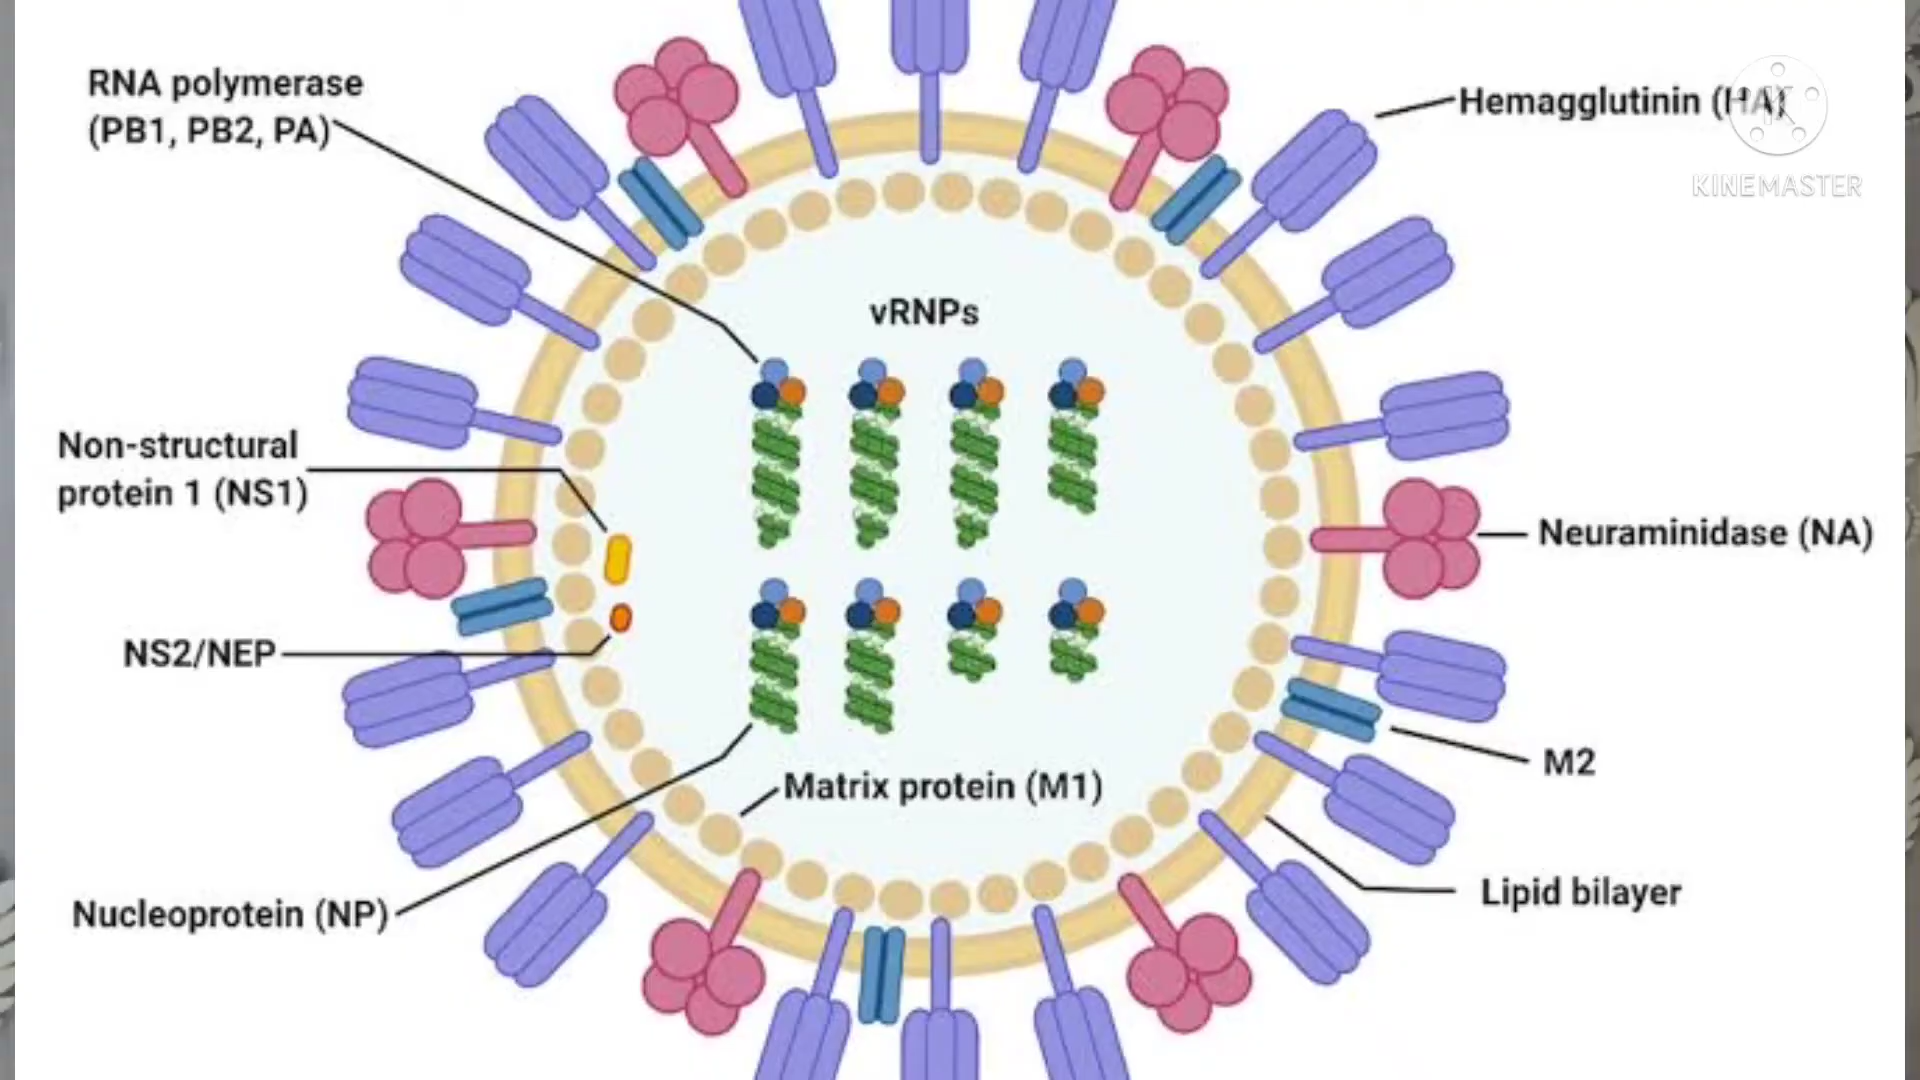 RNA polymerase
(PB1, PB2, PA)
Hemagglutinin (HA)
KINEMASTER
vRNPs
Non-structural
protein 1 (NS1)
Neuraminidase (NA)
NS2/NEP
M2
Matrix protein (M1)
Lipid bilayer
Nucleoprotein (NP)